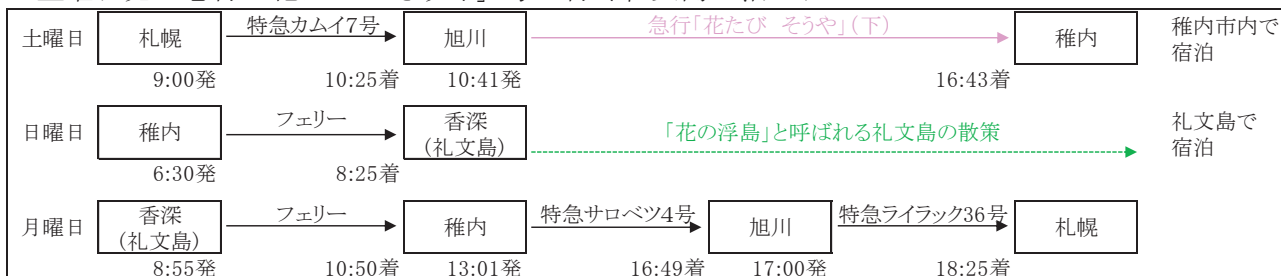 土曜日 札幌 特急カムイ7号 旭川 急行「花たび そうや」(下) 稚内 稚内市内で
宿泊
9:00発 10:25着 10:41発 16:43着
日曜日 稚内 フェリー 香深 「花の浮島」と呼ばれる礼文島の散策 礼文島で
(礼文島) 宿泊
6:30発 8:25着
月曜日 香深 フェリー 稚内 特急サロベツ4号 旭川 特急ライラック36号 札幌
(礼文島)
8:55発 10:50着 13:01発 16:49着 17:00発 18:25着